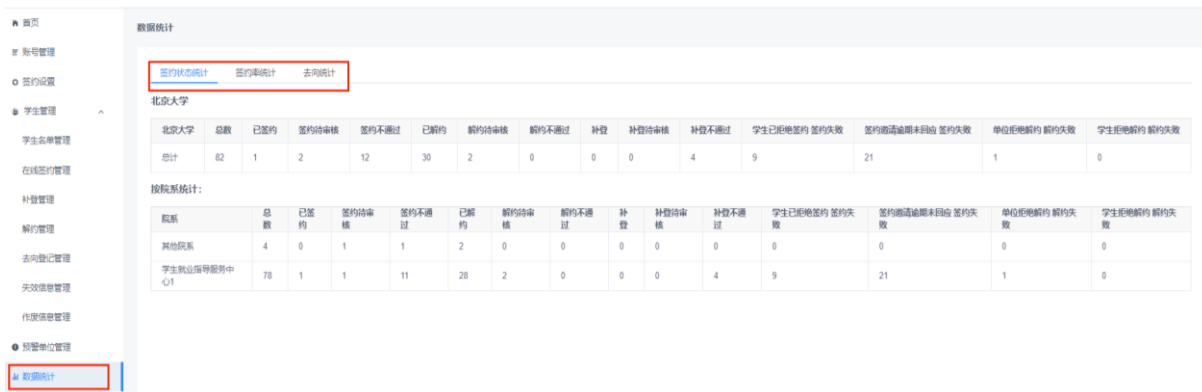 首页
账号管理
签约设置
学生管理
学生名单管理
在线签约管理
补登管理
解约管理
去向登记管理
失效信息管理
作废信息管理
预警单位管理
数据统计
数据统计
签约状态统计 签约率统计 去向统计
北京大学
北京大学 总数 已签约 签约待审核 签约不通过 已解约 解约待审核 解约不通过 补登 补登待审核 补登不通过 学生已拒绝签约 签约失败 签约邀请逾期未回应 签约失败 单位拒绝解约 解约失败 学生拒绝解约 解约失败
总计 82 1 2 12 30 2 0 0 0 4 9 21 1 0
按院系统计:
院系 总数 已签约 签约待审核 签约不通过 已解约 解约待审核 解约不通过 补登 补登待审核 补登不通过 学生已拒绝签约 签约失败 签约邀请逾期未回应 签约失败 单位拒绝解约 解约失败 学生拒绝解约 解约失败
其他院系 4 0 1 1 2 0 0 0 0 0 0 0 0 0
学生就业指导服务中心1 78 1 1 11 28 2 0 0 0 4 9 21 1 0